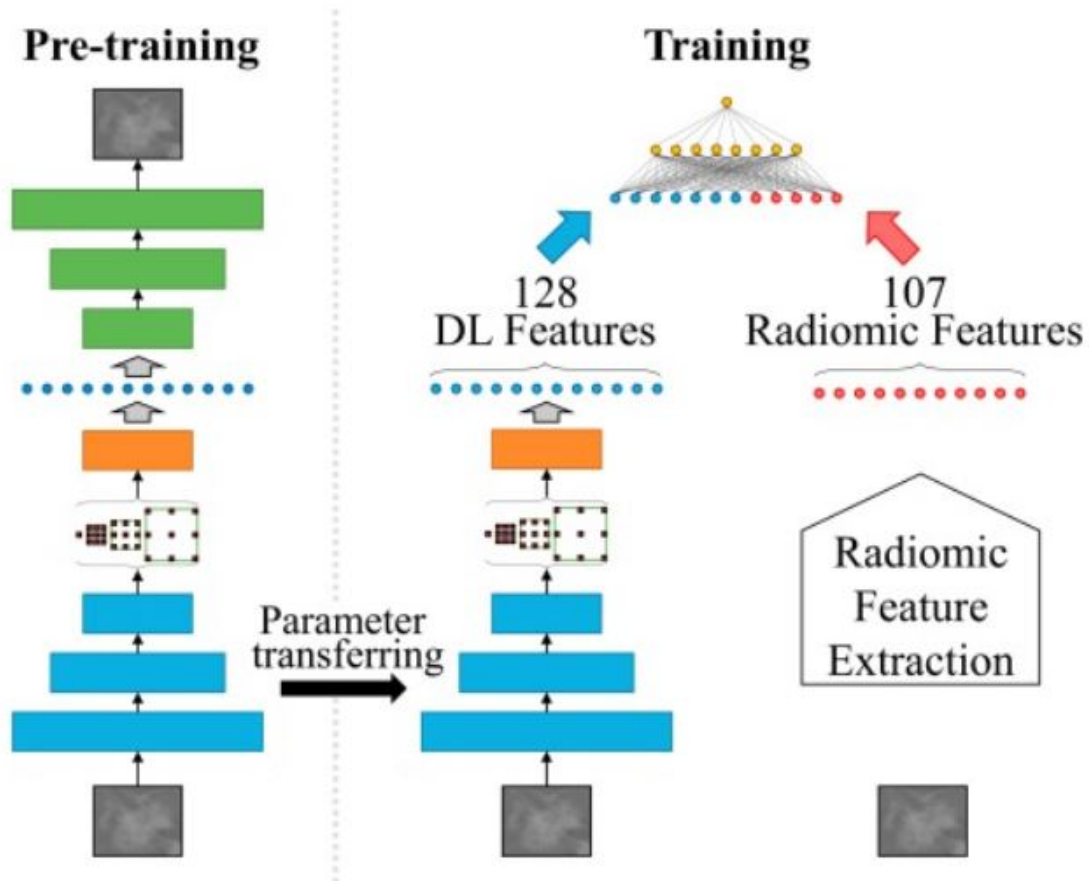 Pre-training
Training
128
DL Features
107
Radiomic Features
Parameter
transferring
Radiomic
Feature
Extraction